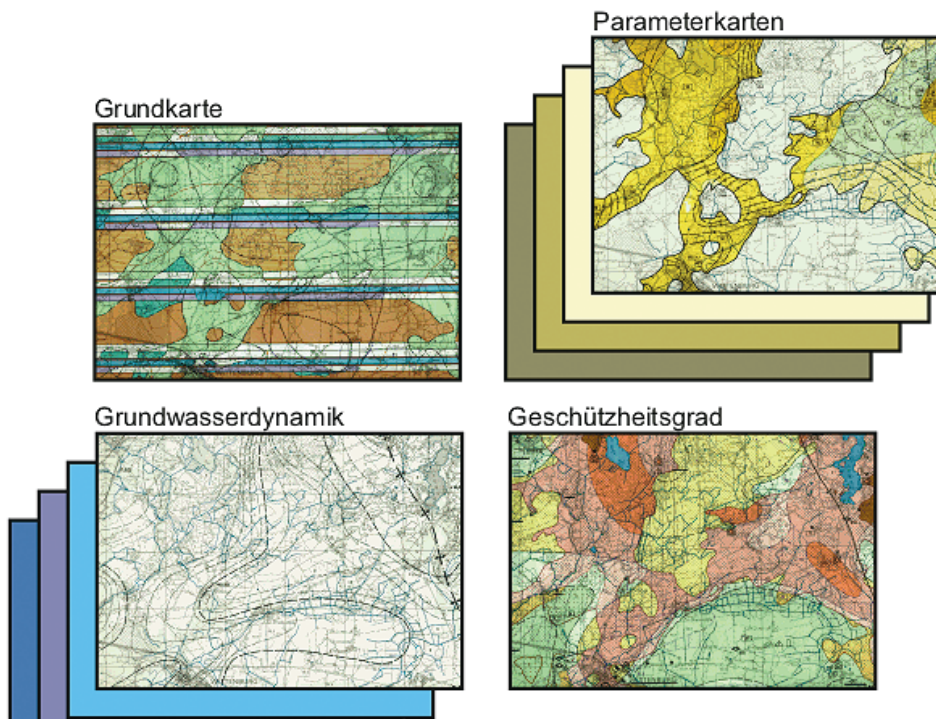 Parameterkarten
Grundkarte
Grundwasserdynamik
Geschütztheitsgrad